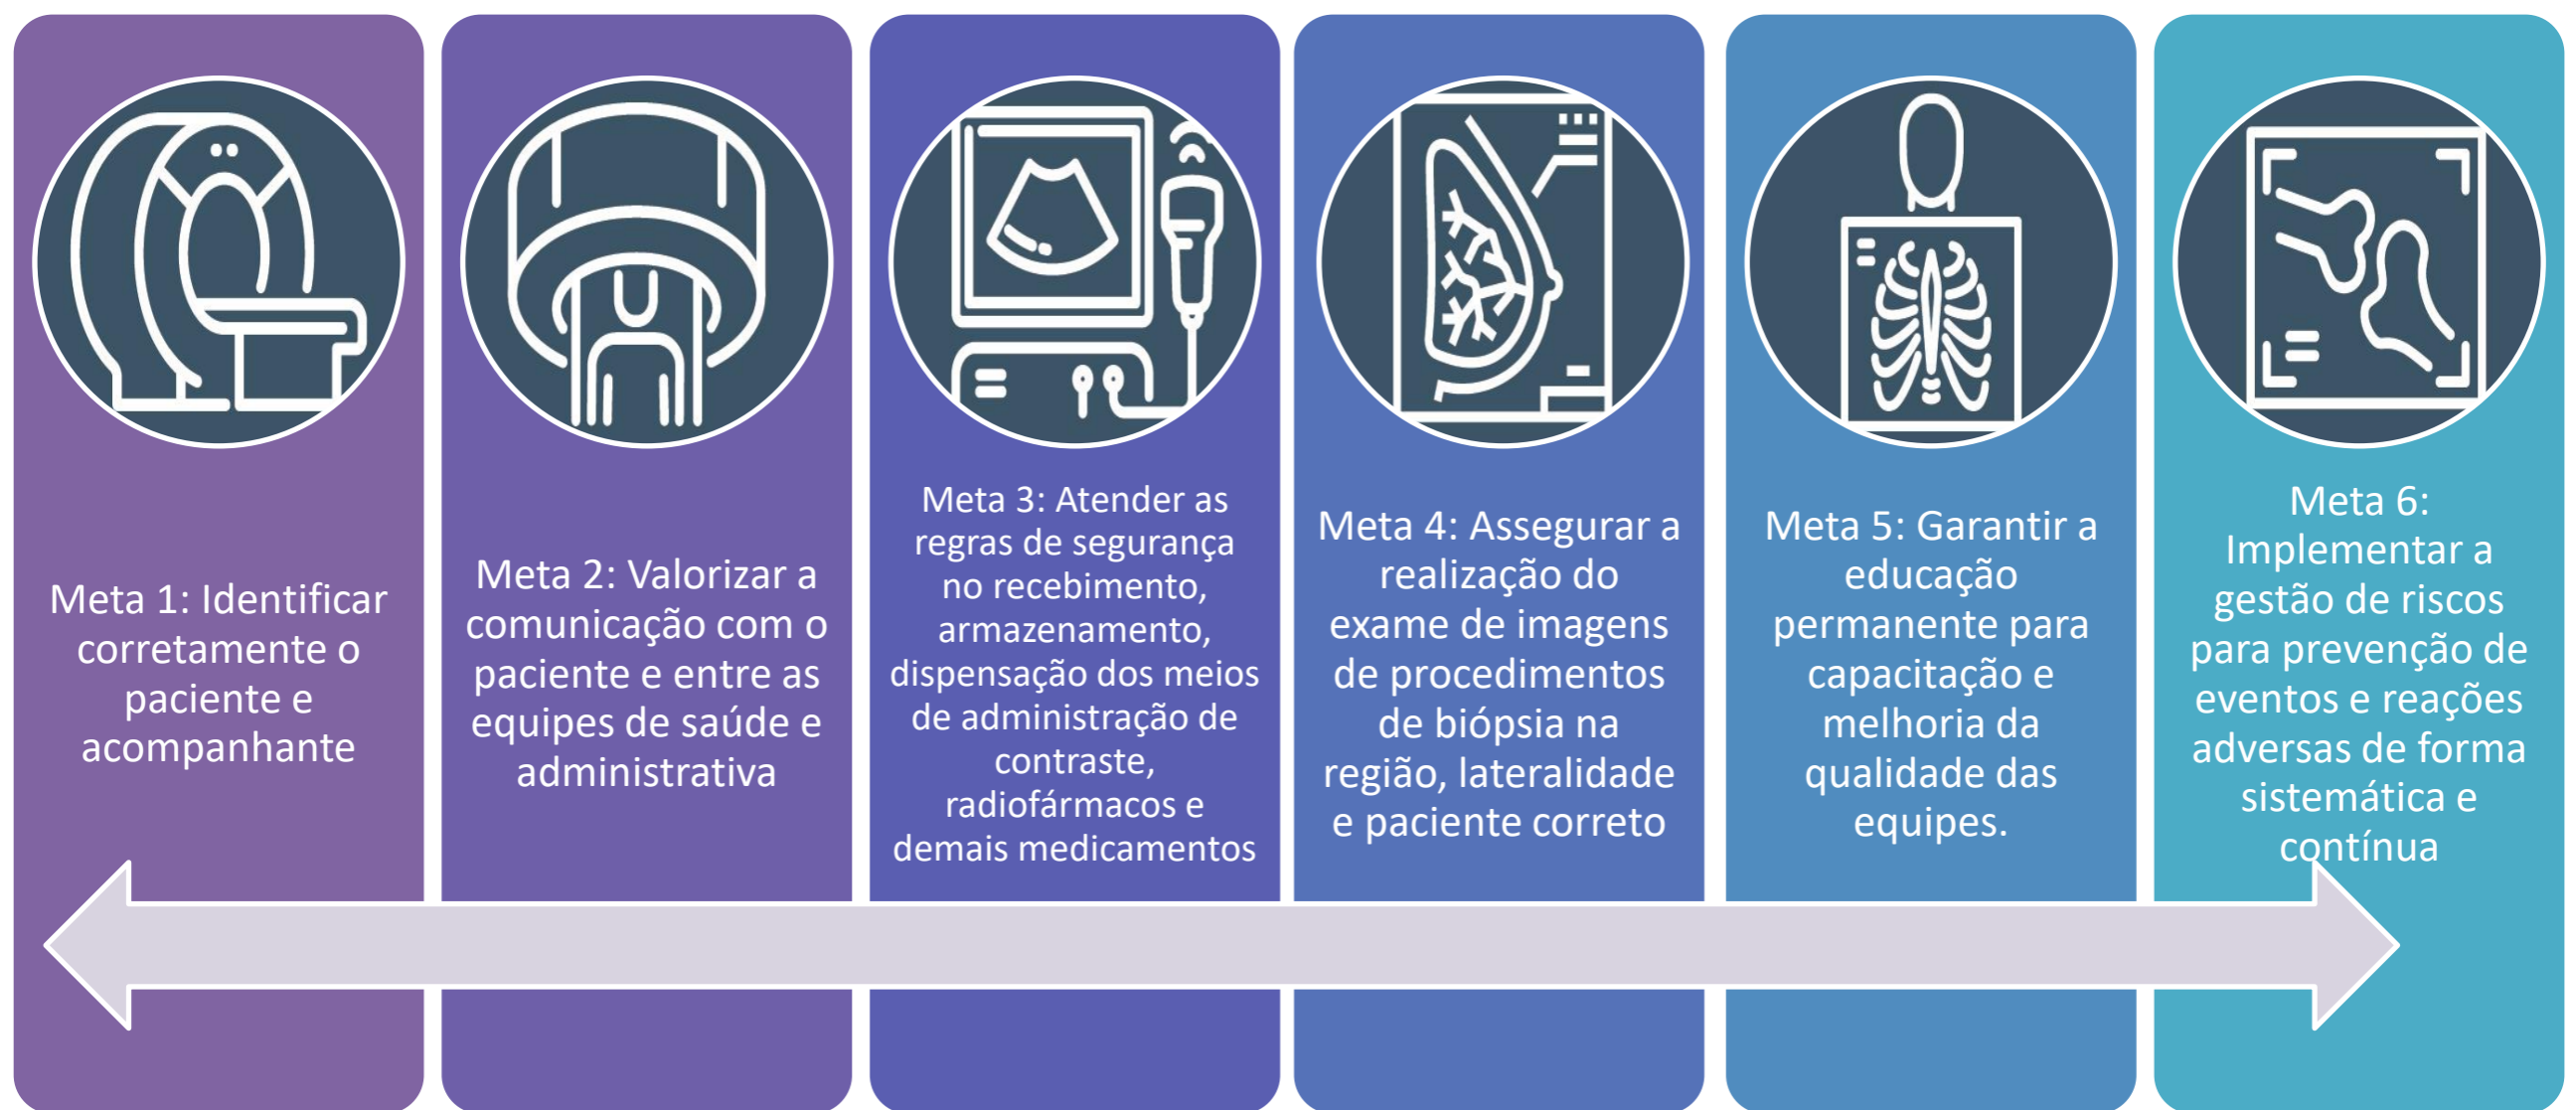 Meta 1: Identificar
corretamente o
paciente e
acompanhante
Meta 2: Valorizar a
comunicação com o
paciente e entre as
equipes de saúde e
administrativa
Meta 3: Atender as
regras de segurança
no recebimento,
armazenamento,
dispensação dos meios
de administração de
contraste,
radiofármacos e
demais medicamentos
Meta 4: Assegurar a
realização do
exame de imagens
de procedimentos
de biópsia na
região, lateralidade
e paciente correto
Meta 5: Garantir a
educação
permanente para
capacitação e
melhoria da
qualidade das
equipes.
Meta 6:
Implementar a
gestão de riscos
para prevenção de
eventos e reações
adversas de forma
sistemática e
contínua